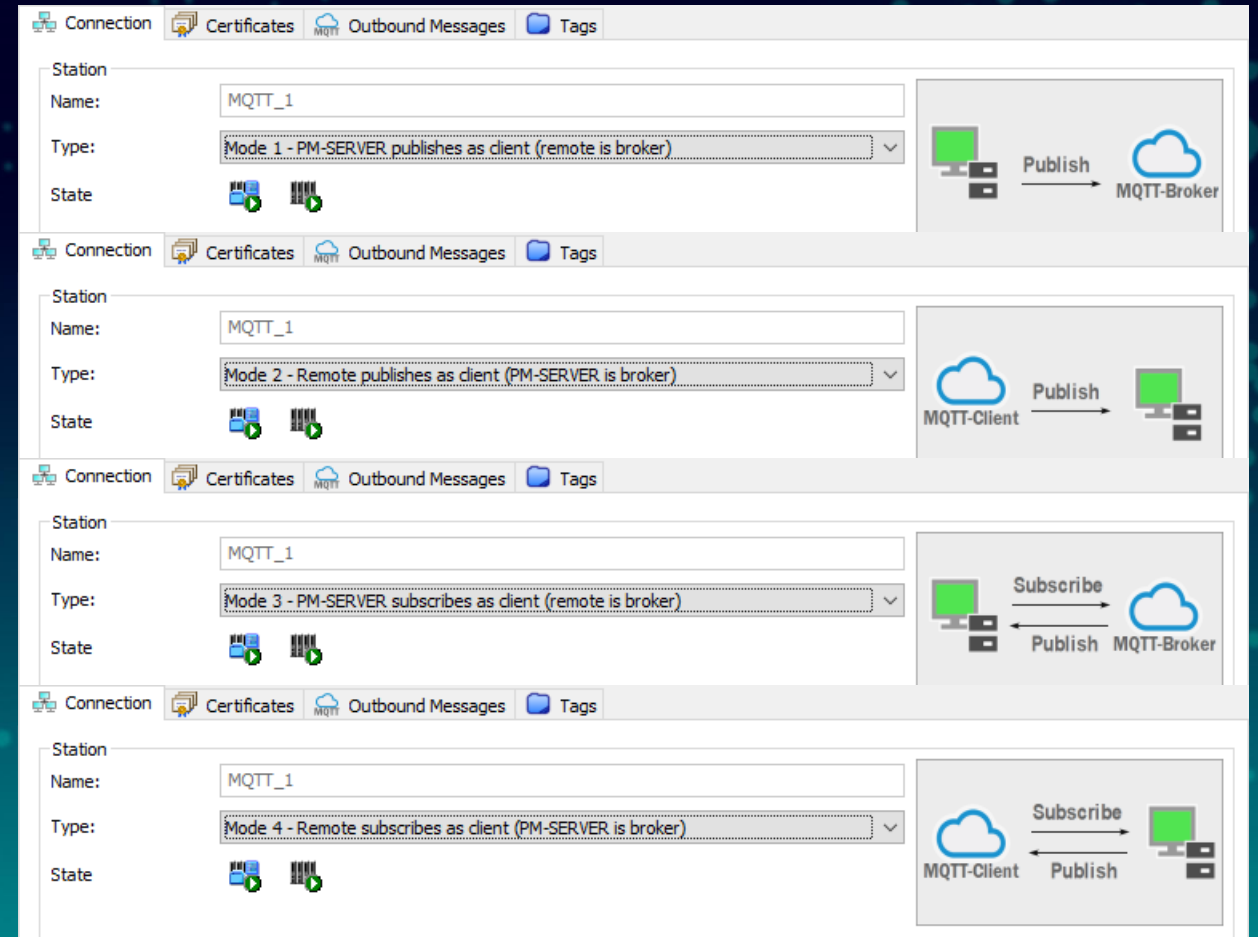 Connection Certificates MQTT Outbound Messages Tags
Station
Name: MQTT_1
Type: Mode 1 - PM-SERVER publishes as client (remote is broker)
State
Publish
MQTT-Broker
Connection Certificates MQTT Outbound Messages Tags
Station
Name: MQTT_1
Type: Mode 2 - Remote publishes as client (PM-SERVER is broker)
State
Publish
MQTT-Client
Connection Certificates MQTT Outbound Messages Tags
Station
Name: MQTT_1
Type: Mode 3 - PM-SERVER subscribes as client (remote is broker)
State
Subscribe
Publish MQTT-Broker
Connection Certificates MQTT Outbound Messages Tags
Station
Name: MQTT_1
Type: Mode 4 - Remote subscribes as client (PM-SERVER is broker)
State
Subscribe
MQTT-Client Publish